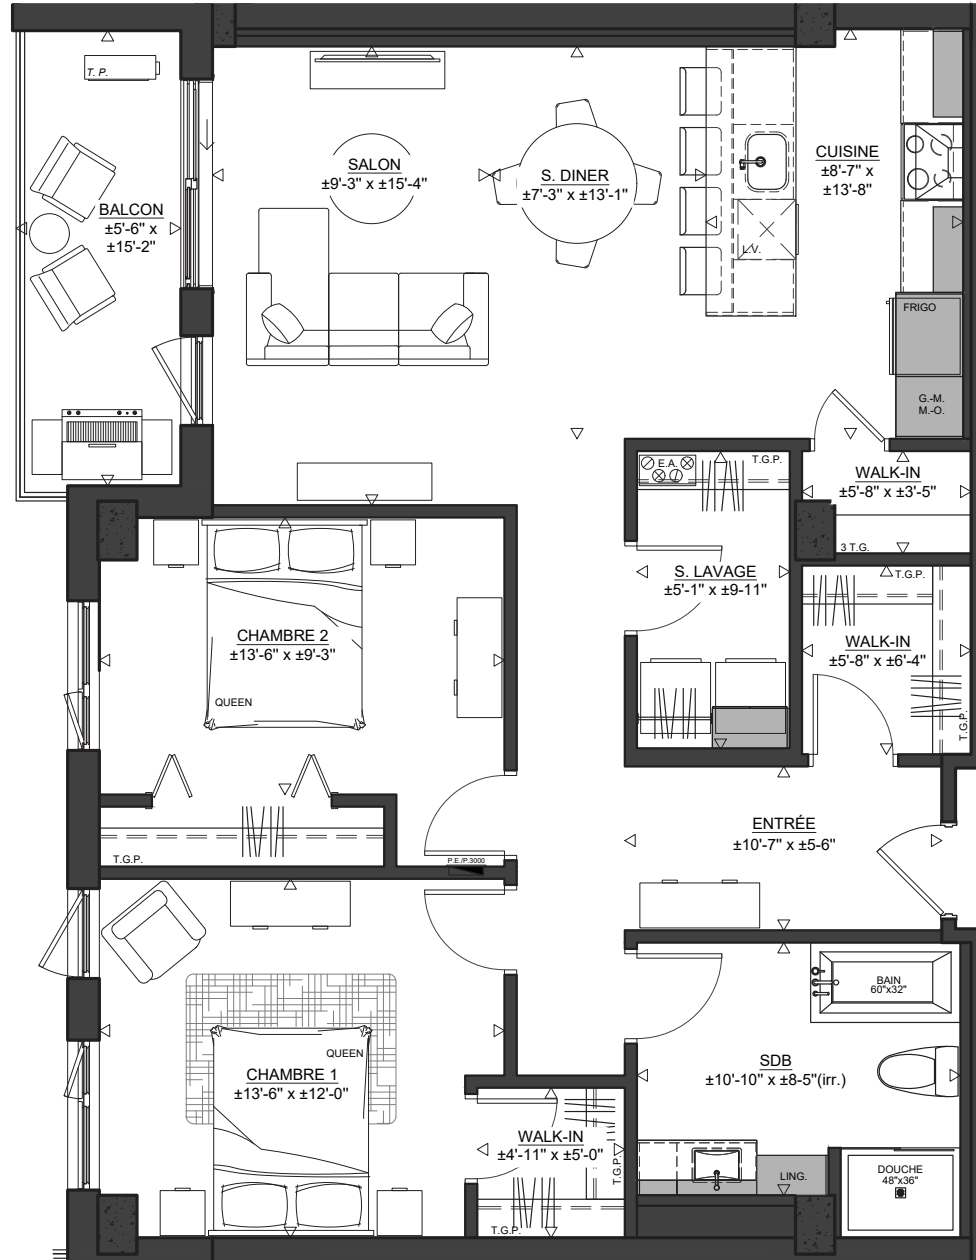 T. P.
BALCON
±5'-6" x
±15'-2"
SALON
±9'-3" x ±15'-4"
S. DINER
±7'-3" x ±13'-1"
CUISINE
±8'-7" x
±13'-8"
L.V.
FRIGO
G.-M.
M.-O.
E.A.
T.G.P.
WALK-IN
±5'-8" x ±3'-5"
3 T.G.
S. LAVAGE
±5'-1" x ±9-11"
T.G.P.
WALK-IN
±5'-8" x ±6'-4"
T.G.P.
CHAMBRE 2
±13'-6" x ±9'-3"
QUEEN
T.G.P.
P.E./P.3000
ENTRÉE
±10'-7" x ±5-6"
BAIN
60"x32"
QUEEN
CHAMBRE 1
±13'-6" x ±12'-0"
SDB
±10'-10" x ±8-5"(irr.)
WALK-IN
±4'-11" x ±5'-0"
T.G.P.
T.G.P.
LING.
DOUCHE
48"x36"